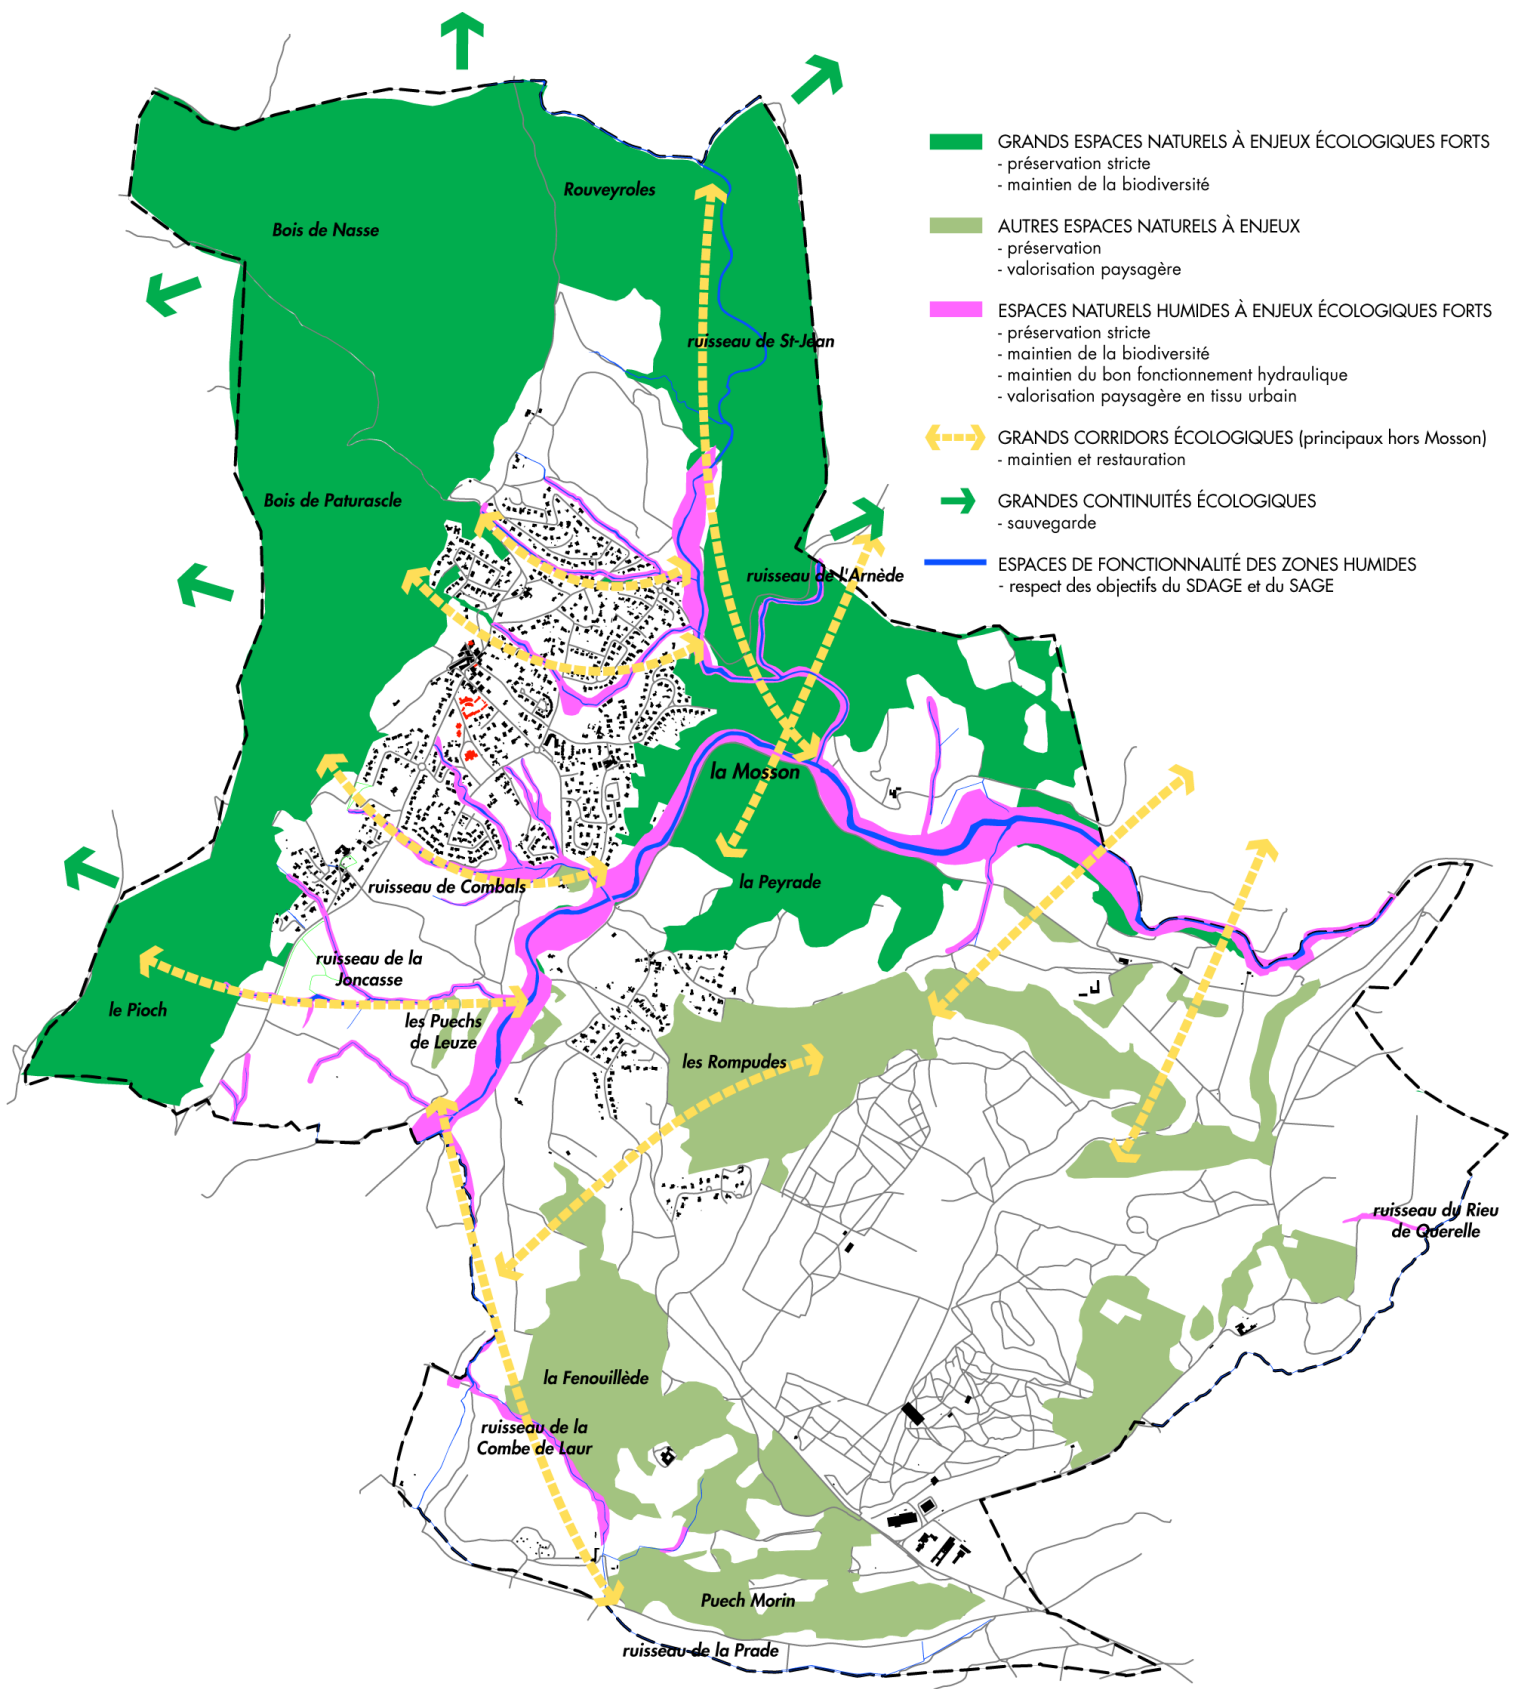 GRANDS ESPACES NATURELS À ENJEUX ÉCOLOGIQUES FORTS
- préservation stricte
- maintien de la biodiversité
AUTRES ESPACES NATURELS À ENJEUX
- préservation
- valorisation paysagère
ESPACES NATURELS HUMIDES À ENJEUX ÉCOLOGIQUES FORTS
- préservation stricte
- maintien de la biodiversité
- maintien du bon fonctionnement hydraulique
- valorisation paysagère en tissu urbain
GRANDS CORRIDORS ÉCOLOGIQUES (principaux hors Mosson)
- maintien et restauration
GRANDES CONTINUITÉS ÉCOLOGIQUES
- sauvegarde
ESPACES DE FONCTIONNALITÉ DES ZONES HUMIDES
- respect des objectifs du SDAGE et du SAGE
Rouveyroles
Bois de Nasse
ruisseau de St-Jean
Bois de Paturascle
ruisseau de l'Arnède
la Mosson
la Peyrade
ruisseau de Combals
ruisseau de la
Joncasse
le Pioch
les Puechs
de Leuze
les Rompudes
ruisseau du Rieu
de Querelle
la Fenouillède
ruisseau de la
Combe de Laur
Puech Morin
ruisseau de la Prade